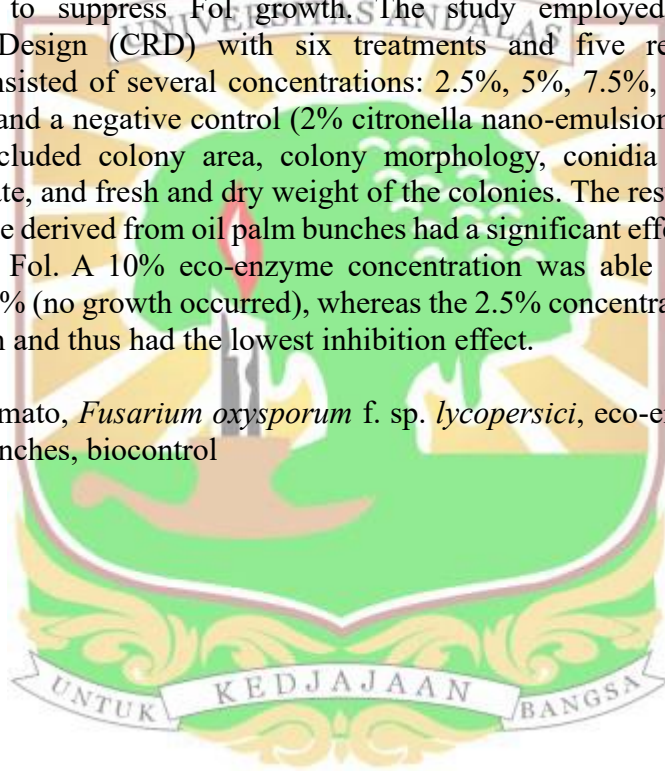 to suppress Fol growth. The study employed
UNIVERSITAS ANDALAS
Design (CRD) with six treatments and five re
nsisted of several concentrations: 2.5%, 5%, 7.5%,
and a negative control (2% citronella nano-emulsion
cluded colony area, colony morphology, conidia
ate, and fresh and dry weight of the colonies. The res
e derived from oil palm bunches had a significant effe
Fol. A 10% eco-enzyme concentration was able
% (no growth occurred), whereas the 2.5% concentra
n and thus had the lowest inhibition effect.
mato, Fusarium oxysporum f. sp. lycopersici, eco-e
nches, biocontrol
UNTUK KEDJAJAAN BANGSA